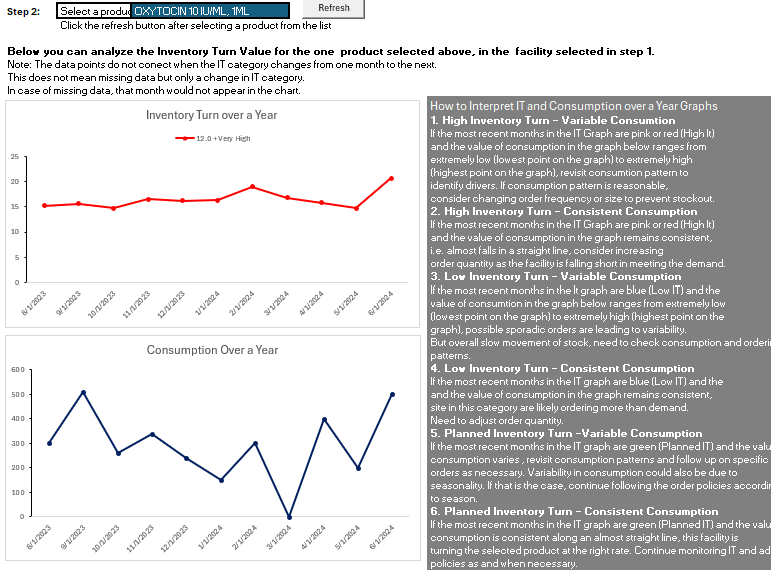 Step 2:
Select a produc
OXYTOCIN 10 IU/ML, 1ML
Refresh
Click the refresh button after selecting a product from the list
Below you can analyze the Inventory Turn Value for the one product selected above, in the facility selected in step 1.
Note: The data points do not conect when the IT category changes from one month to the next.
This does not mean missing data but only a change in IT category.
In case of missing data, that month would not appear in the chart.
Inventory Turn over a Year
12.0 + Very High
25
20
15
10
5
0
8/1/2023
9/1/2023
10/1/2023
11/1/2023
12/1/2023
1/1/2024
2/1/2024
3/1/2024
4/1/2024
5/1/2024
6/1/2024
Consumption Over a Year
600
500
400
300
200
100
0
8/1/2023
9/1/2023
10/1/2023
11/1/2023
12/1/2023
1/1/2024
2/1/2024
3/1/2024
4/1/2024
5/1/2024
6/1/2024
How to Interpret IT and Consumption over a Year Graphs
1. High Inventory Turn – Variable Consumtion
If the most recent months in the IT Graph are pink or red (High It)
and the value of consumption in the graph below ranges from
extremely low (lowest point on the graph) to extremely high
(highest point on the graph), revisit consumtion pattern to
identify drivers. If consumption pattern is reasonable,
consider changing order frequency or size to prevent stockout.
2. High Inventory Turn – Consistent Consumption
If the most recent months in the IT Graph are pink or red (High It)
and the value of consumption in the graph remains consistent,
i.e. almost falls in a straight line, consider increasing
order quantity as the facility is falling short in meeting the demand.
3. Low Inventory Turn – Variable Consumption
If the most recent months in the It graph are blue (Low IT) and the
value of consumtion in the graph below ranges from extremely low
(lowest point on the graph) to extremely high (highest point on the
graph), possible sporadic orders are leading to variability.
But overall slow movement of stock, need to check consumption and orderin
patterns.
4. Low Inventory Turn – Consistent Consumption
If the most recent months in the IT graph are blue (Low IT) and the
and the value of consumption in the graph remains consistent,
site in this category are likely ordering more than demand.
Need to adjust order quantity.
5. Planned Inventory Turn –Variable Consumption
If the most recent months in the IT graph are green (Planned IT) and the valu
consumption varies , revisit consumption patterns and follow up on specific
orders as necessary. Variability in consumption could also be due to
seasonality. If that is the case, continue following the order policies accordin
to season.
6. Planned Inventory Turn – Consistent Consumption
If the most recent months in the IT graph are green (Planned IT) and the valu
consumption is consistent along an almost straight line, this facility is
turning the selected product at the right rate. Continue monitoring IT and ad
policies as and when necessary.